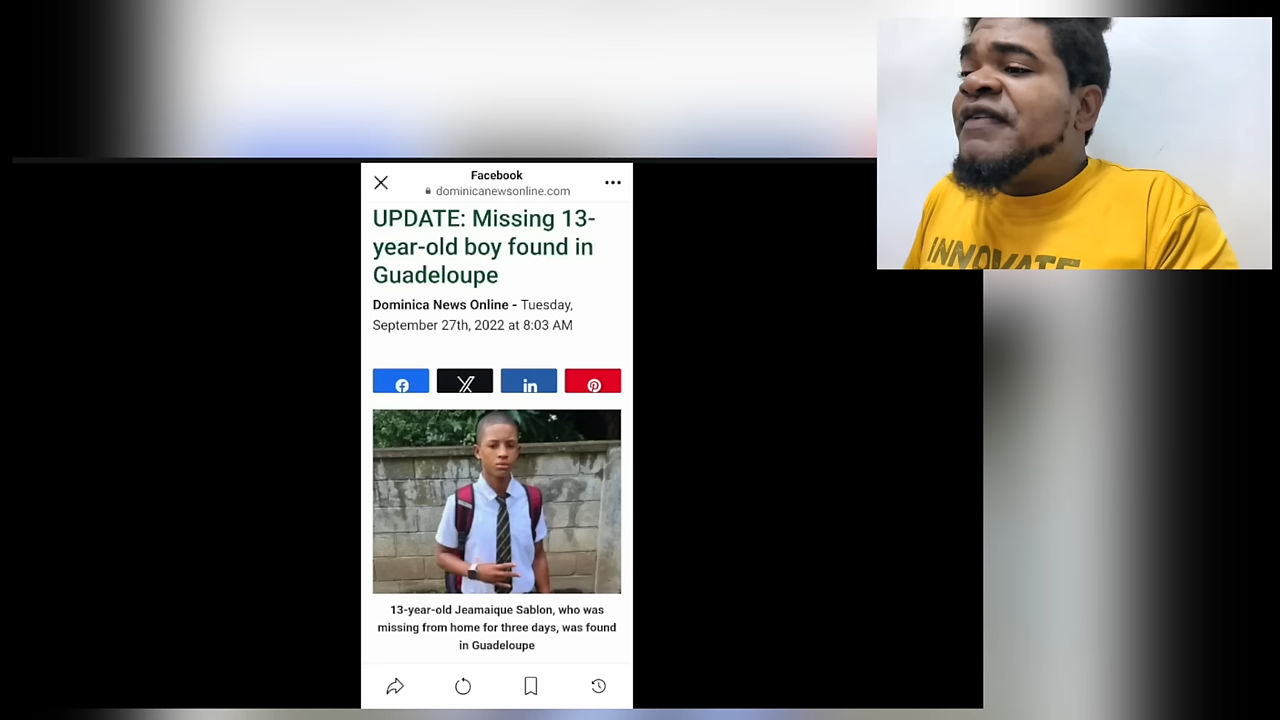 Facebook
dominicanewsonline.com
UPDATE: Missing 13-
year-old boy found in
Guadeloupe
Dominica News Online - Tuesday,
September 27th, 2022 at 8:03 AM
13-year-old Jeamaique Sablon, who was
missing from home for three days, was found
in Guadeloupe
INNOVATE